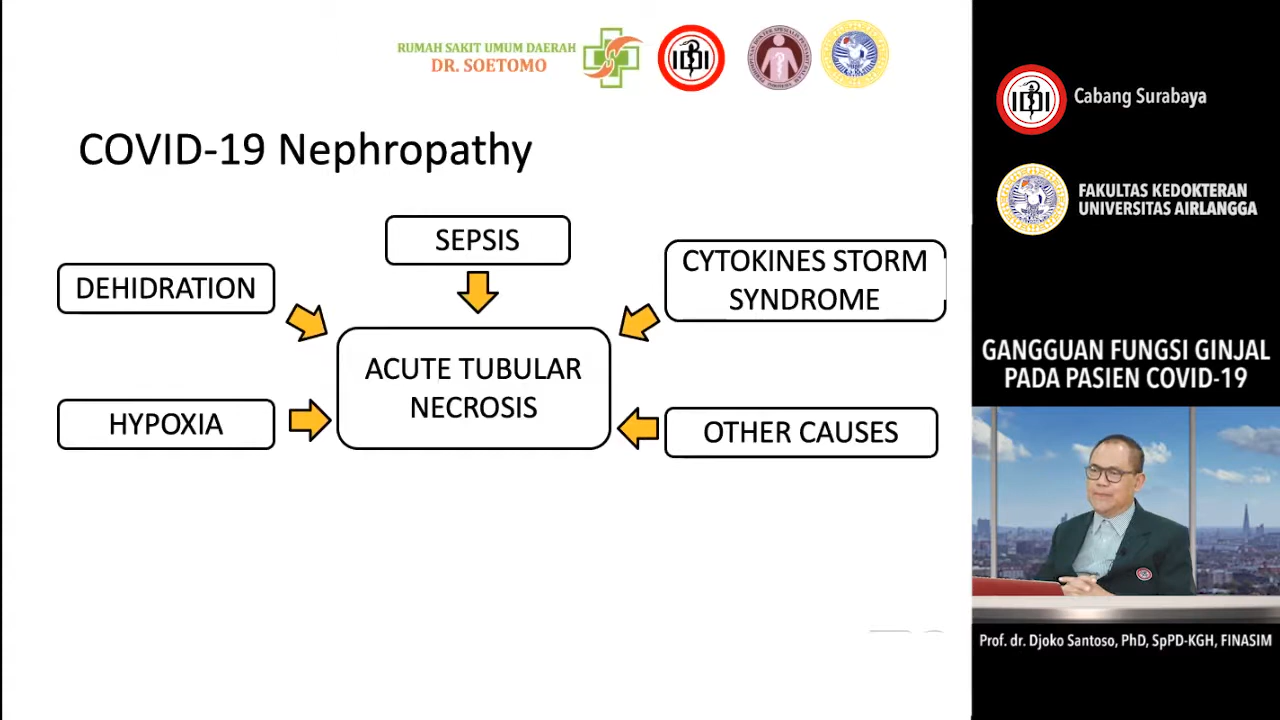 RUMAH SAKIT UMUM DAERAH
DR. SOETOMO
IDI
COVID-19 Nephropathy
SEPSIS
DEHIDRATION
CYTOKINES STORM
SYNDROME
ACUTE TUBULAR
NECROSIS
HYPOXIA
OTHER CAUSES
IDI
Cabang Surabaya
FAKULTAS KEDOKTERAN
UNIVERSITAS AIRLANGGA
GANGGUAN FUNGSI GINJAL
PADA PASIEN COVID-19
Prof. dr. Djoko Santoso, PhD, SpPD-KGH, FINASIM